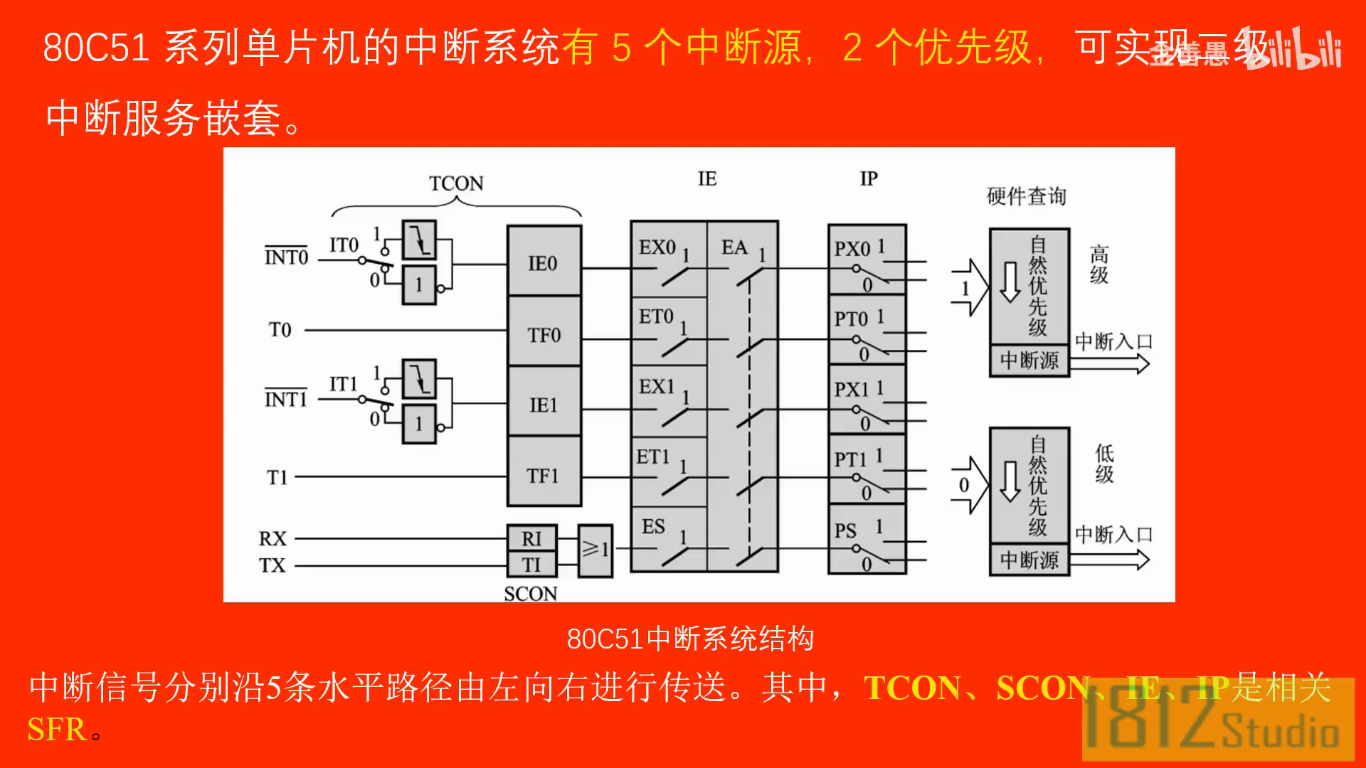 80C51 系列单片机的中断系统有 5 个中断源，2 个优先级， 可实现二级
金善愚 bilibili
中断服务嵌套。
TCON
IE
IP
硬件查询
INT0
IT0
1
0
1
IE0
EX0 1
EA 1
PX0 1
0
1
自然优先级
高级
中断源
中断入口
T0
TF0
ET0
1
PT0 1
0
INT1
IT1
1
0
1
IE1
EX1
1
PX1 1
0
T1
TF1
ET1
1
PT1 1
0
0
自然优先级
低级
中断源
中断入口
RX
RI
TX
TI
≥1
ES
1
PS 1
0
SCON
80C51中断系统结构
中断信号分别沿5条水平路径由左向右进行传送。其中，TCON、SCON、IE、IP是相关
SFR。
1812 Studio